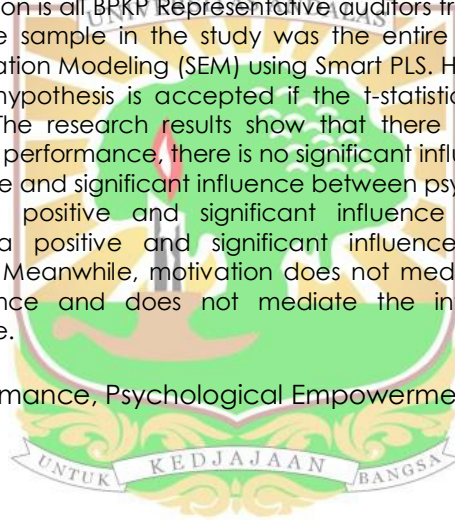 UNIVERSITAS ANDALAS
on is all BPKP Representative auditors fr
e sample in the study was the entire
ation Modeling (SEM) using Smart PLS. H
hypothesis is accepted if the t-statistic
The research results show that there
performance, there is no significant influ
e and significant influence between psy
positive and significant influence
a positive and significant influence
Meanwhile, motivation does not med
nce and does not mediate the in
e.
mance, Psychological Empowerme
UNTUK KEDJAJAAN BANGSA